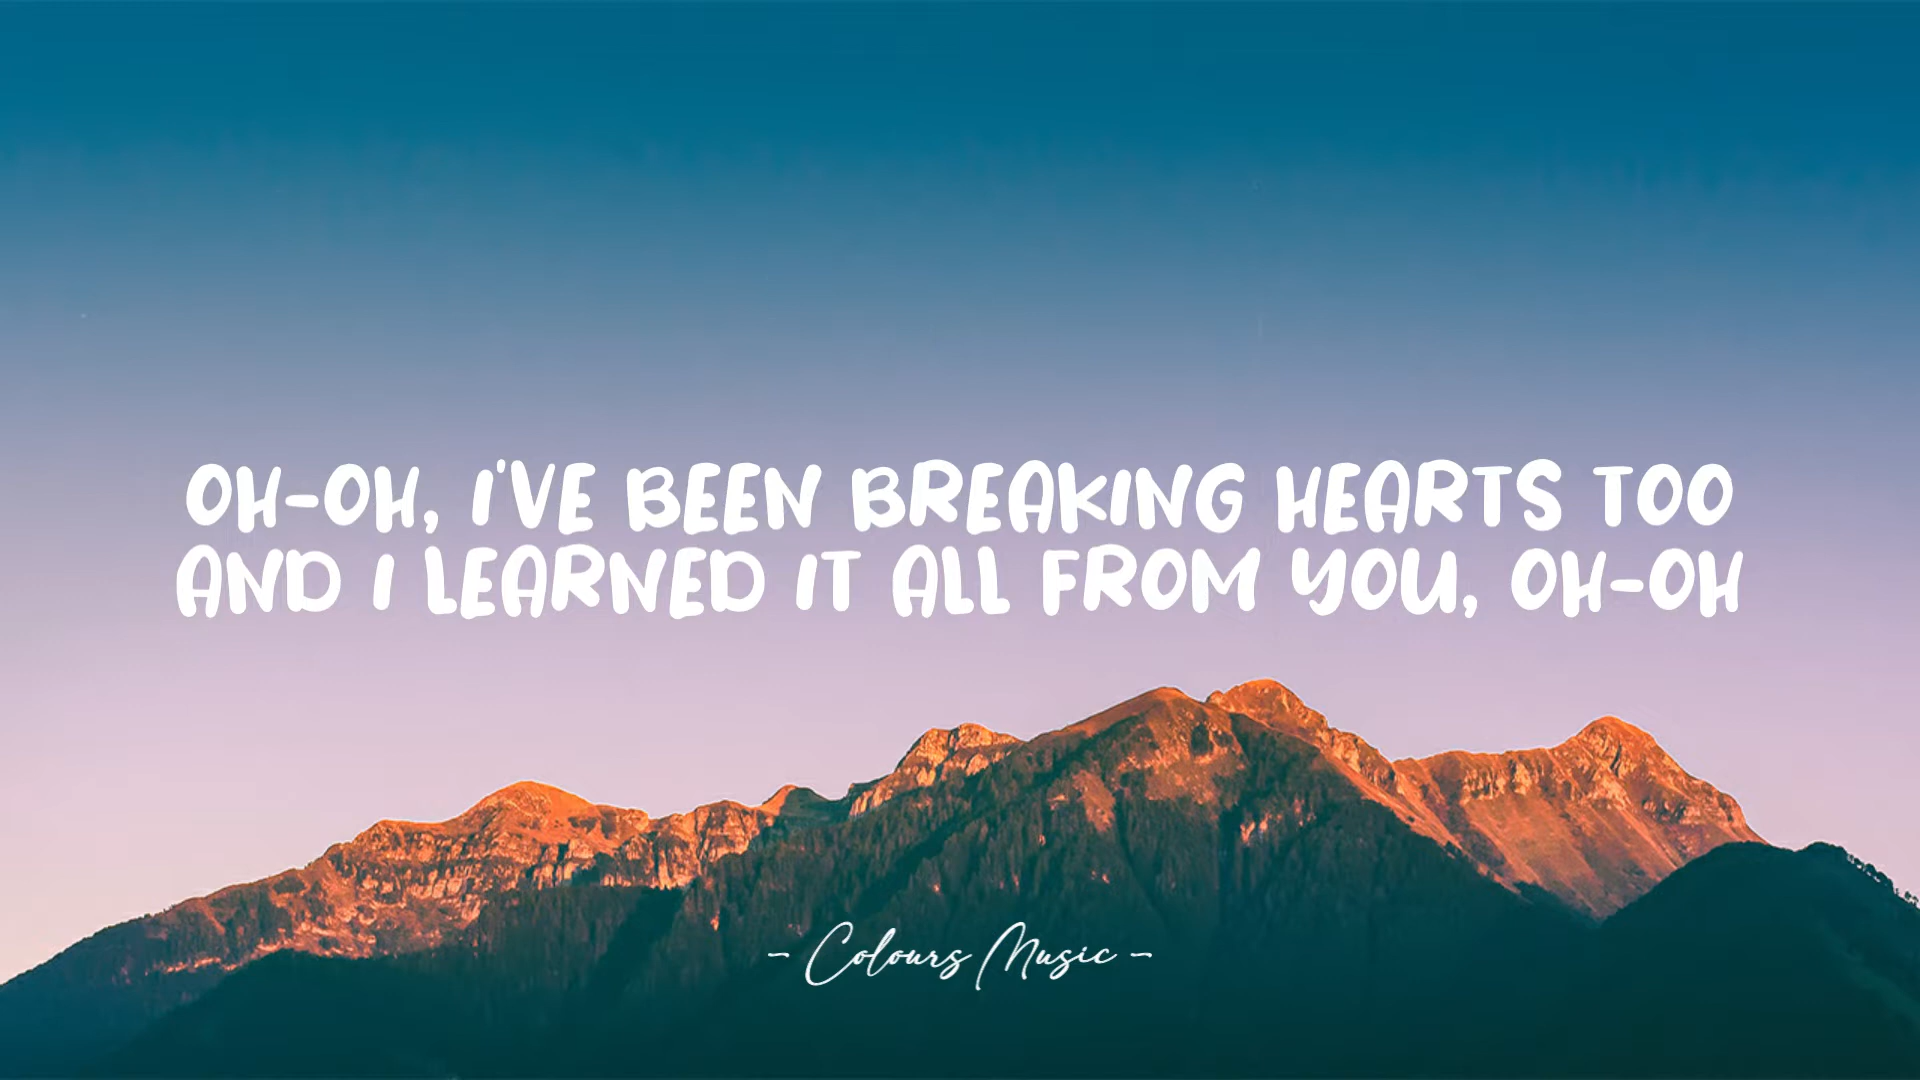 OH-OH, I'VE BEEN BREAKING HEARTS TOO
AND I LEARNED IT ALL FROM YOU, OH-OH
- Colours Music -